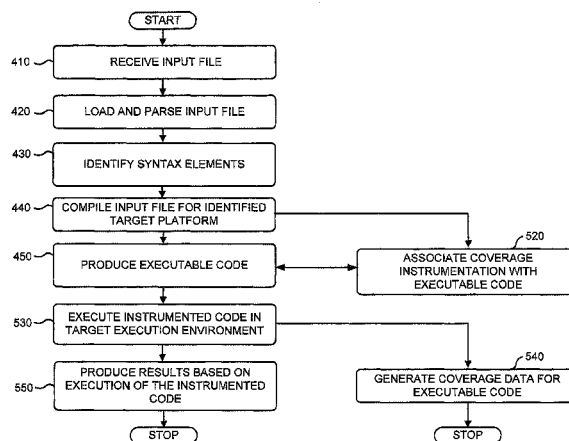 START
410
RECEIVE INPUT FILE
420
LOAD AND PARSE INPUT FILE
430
IDENTIFY SYNTAX ELEMENTS
440
COMPILE INPUT FILE FOR IDENTIFIED
TARGET PLATFORM
450
PRODUCE EXECUTABLE CODE
520
ASSOCIATE COVERAGE
INSTRUMENTATION WITH
EXECUTABLE CODE
530
EXECUTE INSTRUMENTED CODE IN
TARGET EXECUTION ENVIRONMENT
550
PRODUCE RESULTS BASED ON
EXECUTION OF THE INSTRUMENTED
CODE
540
GENERATE COVERAGE DATA FOR
EXECUTABLE CODE
STOP
STOP